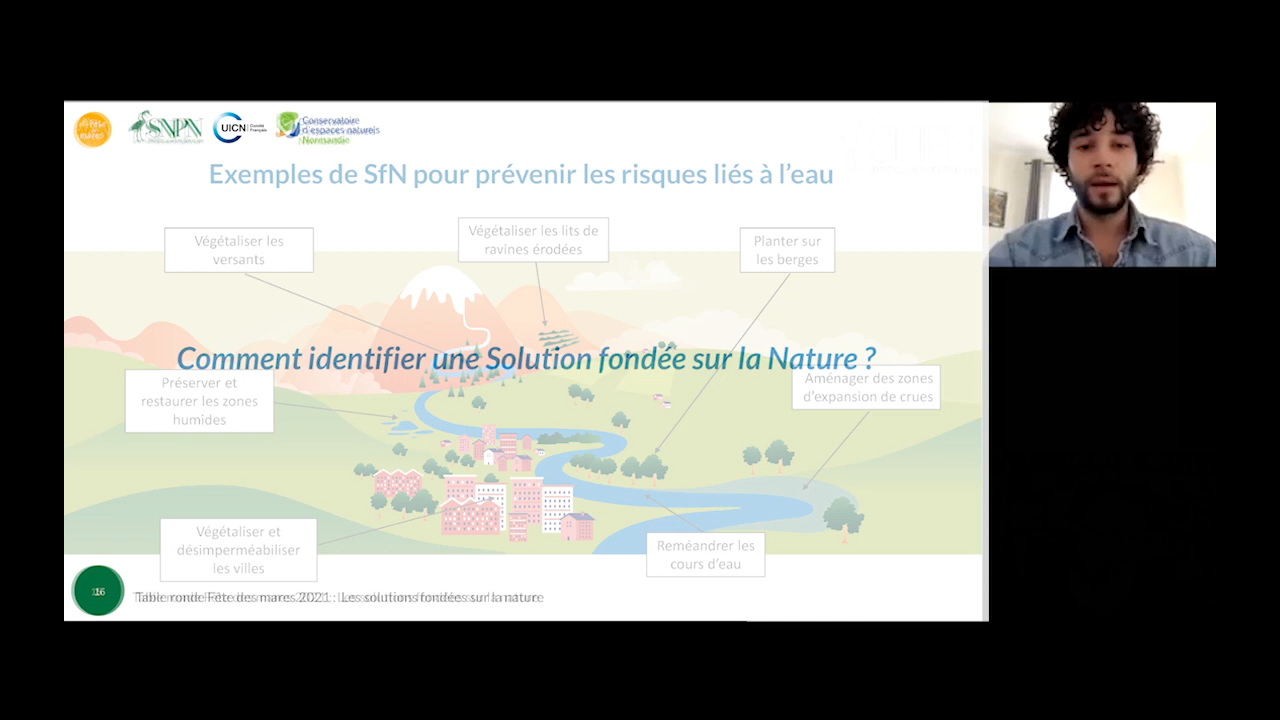 SNPN
UICN
Comité
Français
Conservatoire
d'espaces naturels
Normandie
Exemples de SfN pour prévenir les risques liés à l'eau
Végétaliser les
versants
Végétaliser les lits de
ravines érodées
Planter sur
les berges
Comment identifier une Solution fondée sur la Nature ?
Préserver et
restaurer les zones
humides
Aménager des zones
d'expansion de crues
Végétaliser et
désimperméabiliser
les villes
Reméandrer les
cours d'eau
Table ronde Fête des mares 2021 : Les solutions fondées sur la nature